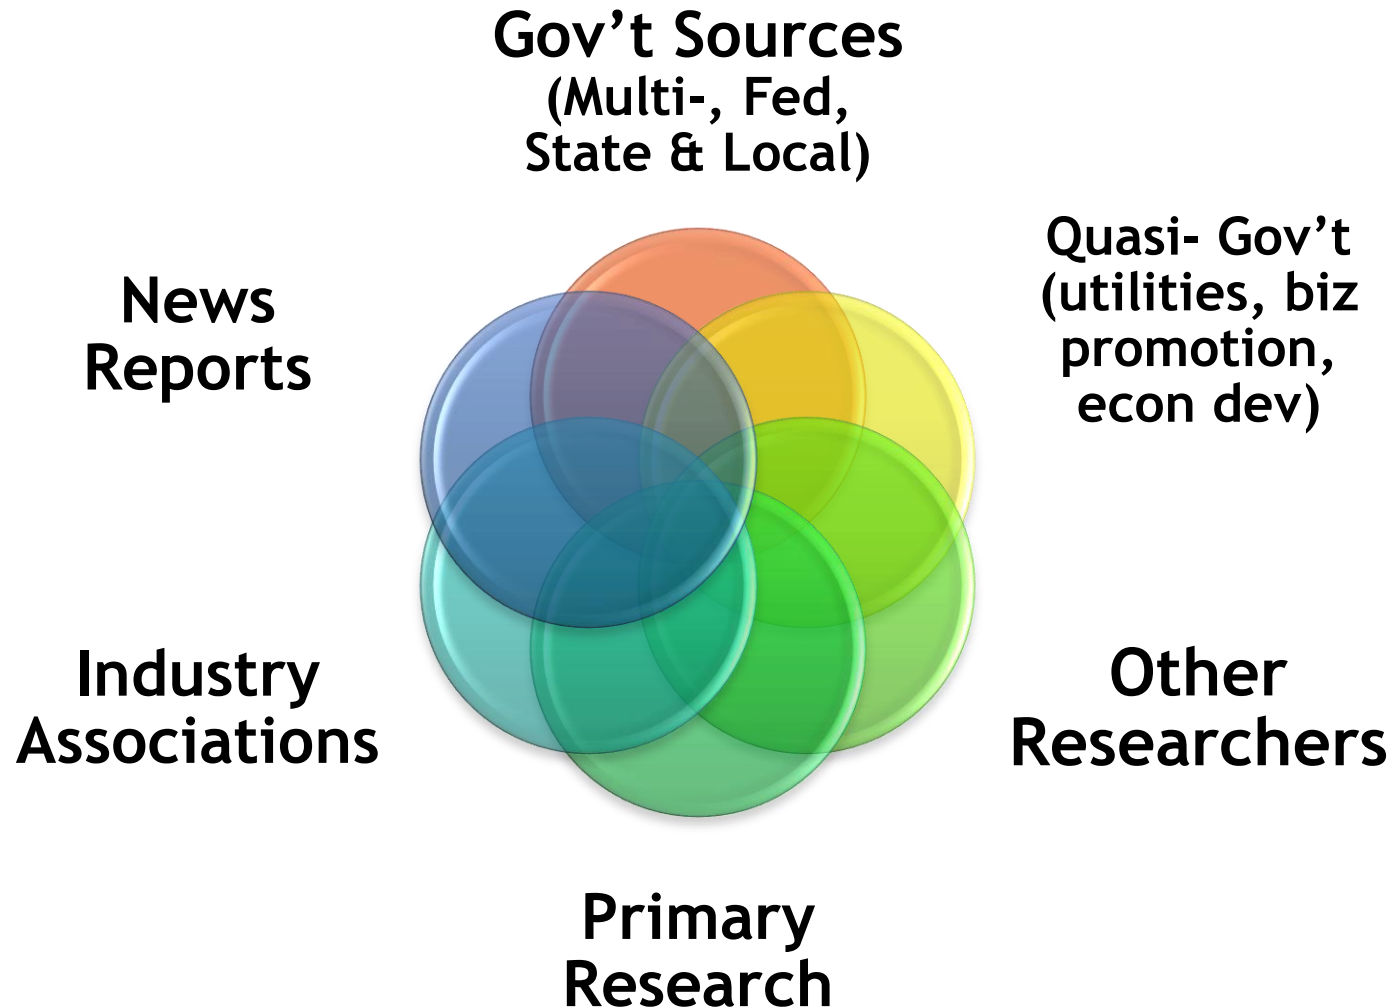 Gov’t Sources
(Multi-, Fed,
State & Local)
Quasi- Gov’t
(utilities, biz
promotion,
econ dev)
Other
Researchers
Primary
Research
Industry
Associations
News
Reports